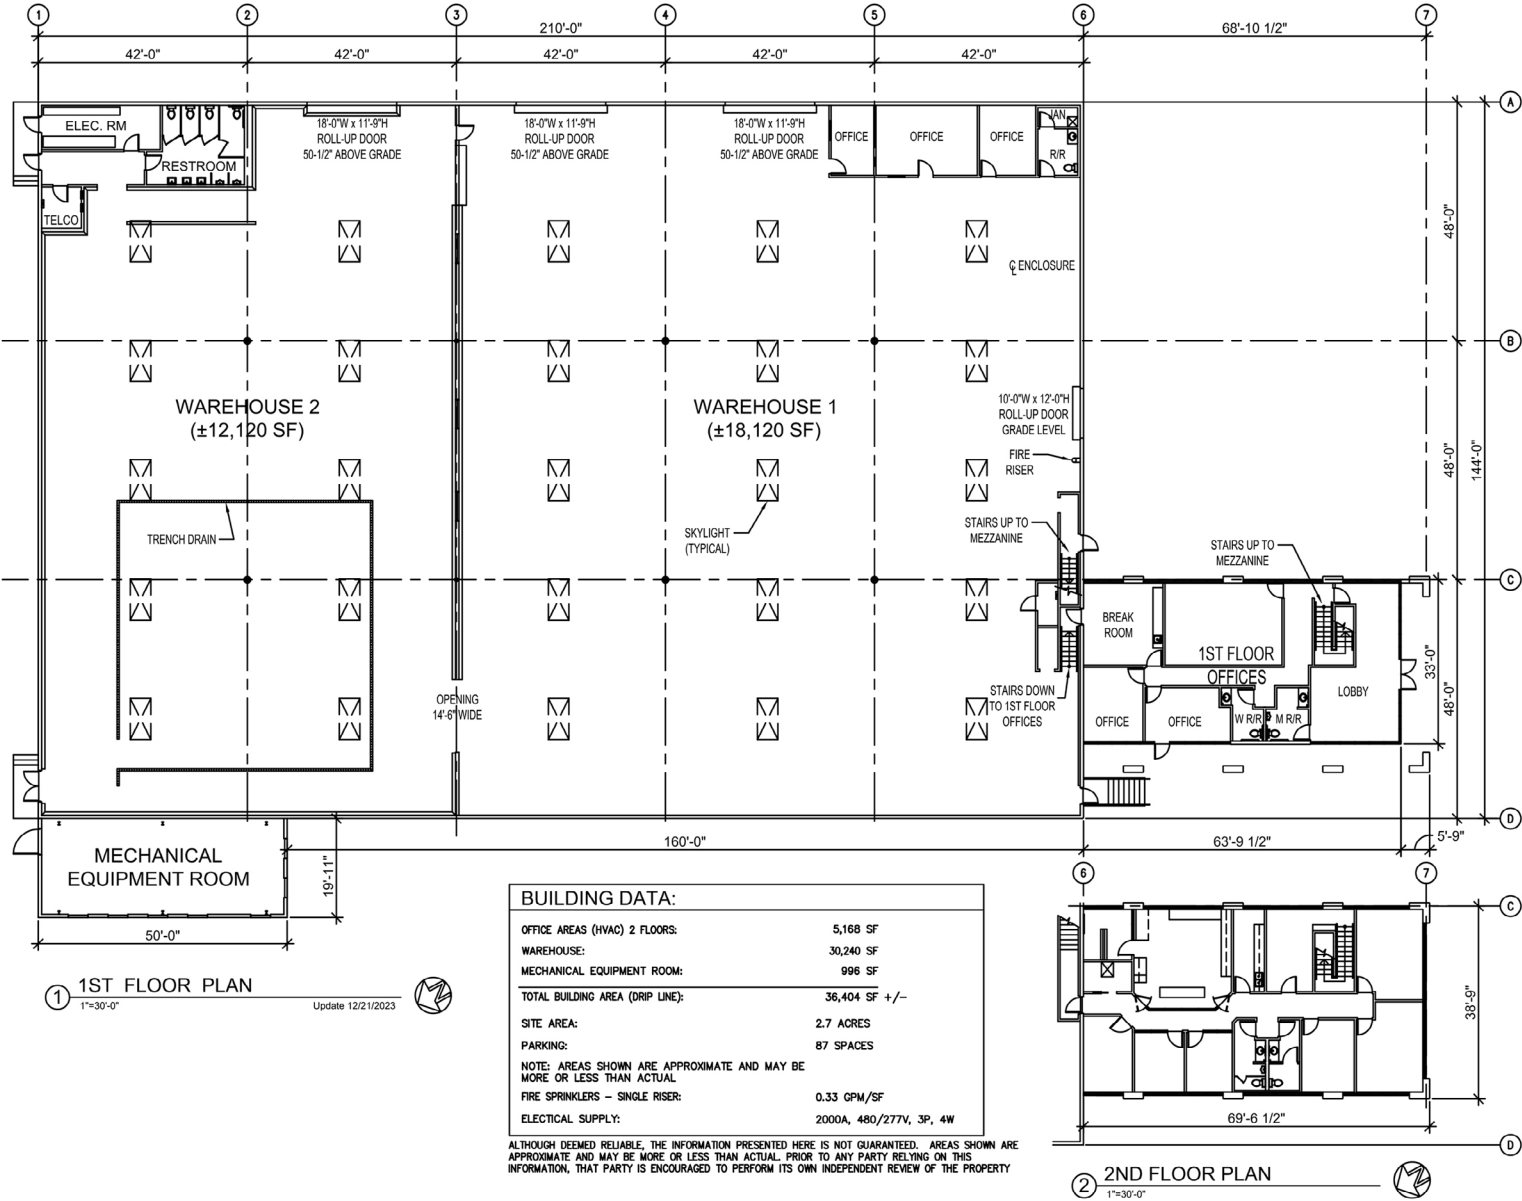 1 2 3 4 5 6 7
210'-0" 68'-10 1/2"
42'-0" 42'-0" 42'-0" 42'-0" 42'-0"
A
ELEC. RM
RESTROOM
TELCO
18'-0"W x 11'-9"H
ROLL-UP DOOR
50-1/2" ABOVE GRADE
18'-0"W x 11'-9"H
ROLL-UP DOOR
50-1/2" ABOVE GRADE
18'-0"W x 11'-9"H
ROLL-UP DOOR
50-1/2" ABOVE GRADE
OFFICE
OFFICE
OFFICE
JAN
R/R
48'-0"
℄ ENCLOSURE
B
WAREHOUSE 2
(±12,120 SF)
WAREHOUSE 1
(±18,120 SF)
10'-0"W x 12'-0"H
ROLL-UP DOOR
GRADE LEVEL
FIRE
RISER
48'-0"
144'-0"
TRENCH DRAIN
SKYLIGHT
(TYPICAL)
STAIRS UP TO
MEZZANINE
STAIRS UP TO
MEZZANINE
C
BREAK
ROOM
1ST FLOOR
OFFICES
LOBBY
33'-0"
48'-0"
OPENING
14'-6" WIDE
STAIRS DOWN
TO 1ST FLOOR
OFFICES
OFFICE
OFFICE
W R/R
M R/R
D
160'-0" 63'-9 1/2" 5'-9"
MECHANICAL
EQUIPMENT ROOM
19'-11"
50'-0"
1 1ST FLOOR PLAN
1"=30'-0" Update 12/21/2023
BUILDING DATA:
OFFICE AREAS (HVAC) 2 FLOORS: 5,168 SF
WAREHOUSE: 30,240 SF
MECHANICAL EQUIPMENT ROOM: 996 SF
TOTAL BUILDING AREA (DRIP LINE): 36,404 SF +/-
SITE AREA: 2.7 ACRES
PARKING: 87 SPACES
NOTE: AREAS SHOWN ARE APPROXIMATE AND MAY BE
MORE OR LESS THAN ACTUAL
FIRE SPRINKLERS - SINGLE RISER: 0.33 GPM/SF
ELECTICAL SUPPLY: 2000A, 480/277V, 3P, 4W
ALTHOUGH DEEMED RELIABLE, THE INFORMATION PRESENTED HERE IS NOT GUARANTEED. AREAS SHOWN ARE
APPROXIMATE AND MAY BE MORE OR LESS THAN ACTUAL. PRIOR TO ANY PARTY RELYING ON THIS
INFORMATION, THAT PARTY IS ENCOURAGED TO PERFORM ITS OWN INDEPENDENT REVIEW OF THE PROPERTY
6 7
C
38'-9"
69'-6 1/2"
D
2 2ND FLOOR PLAN
1"=30'-0"